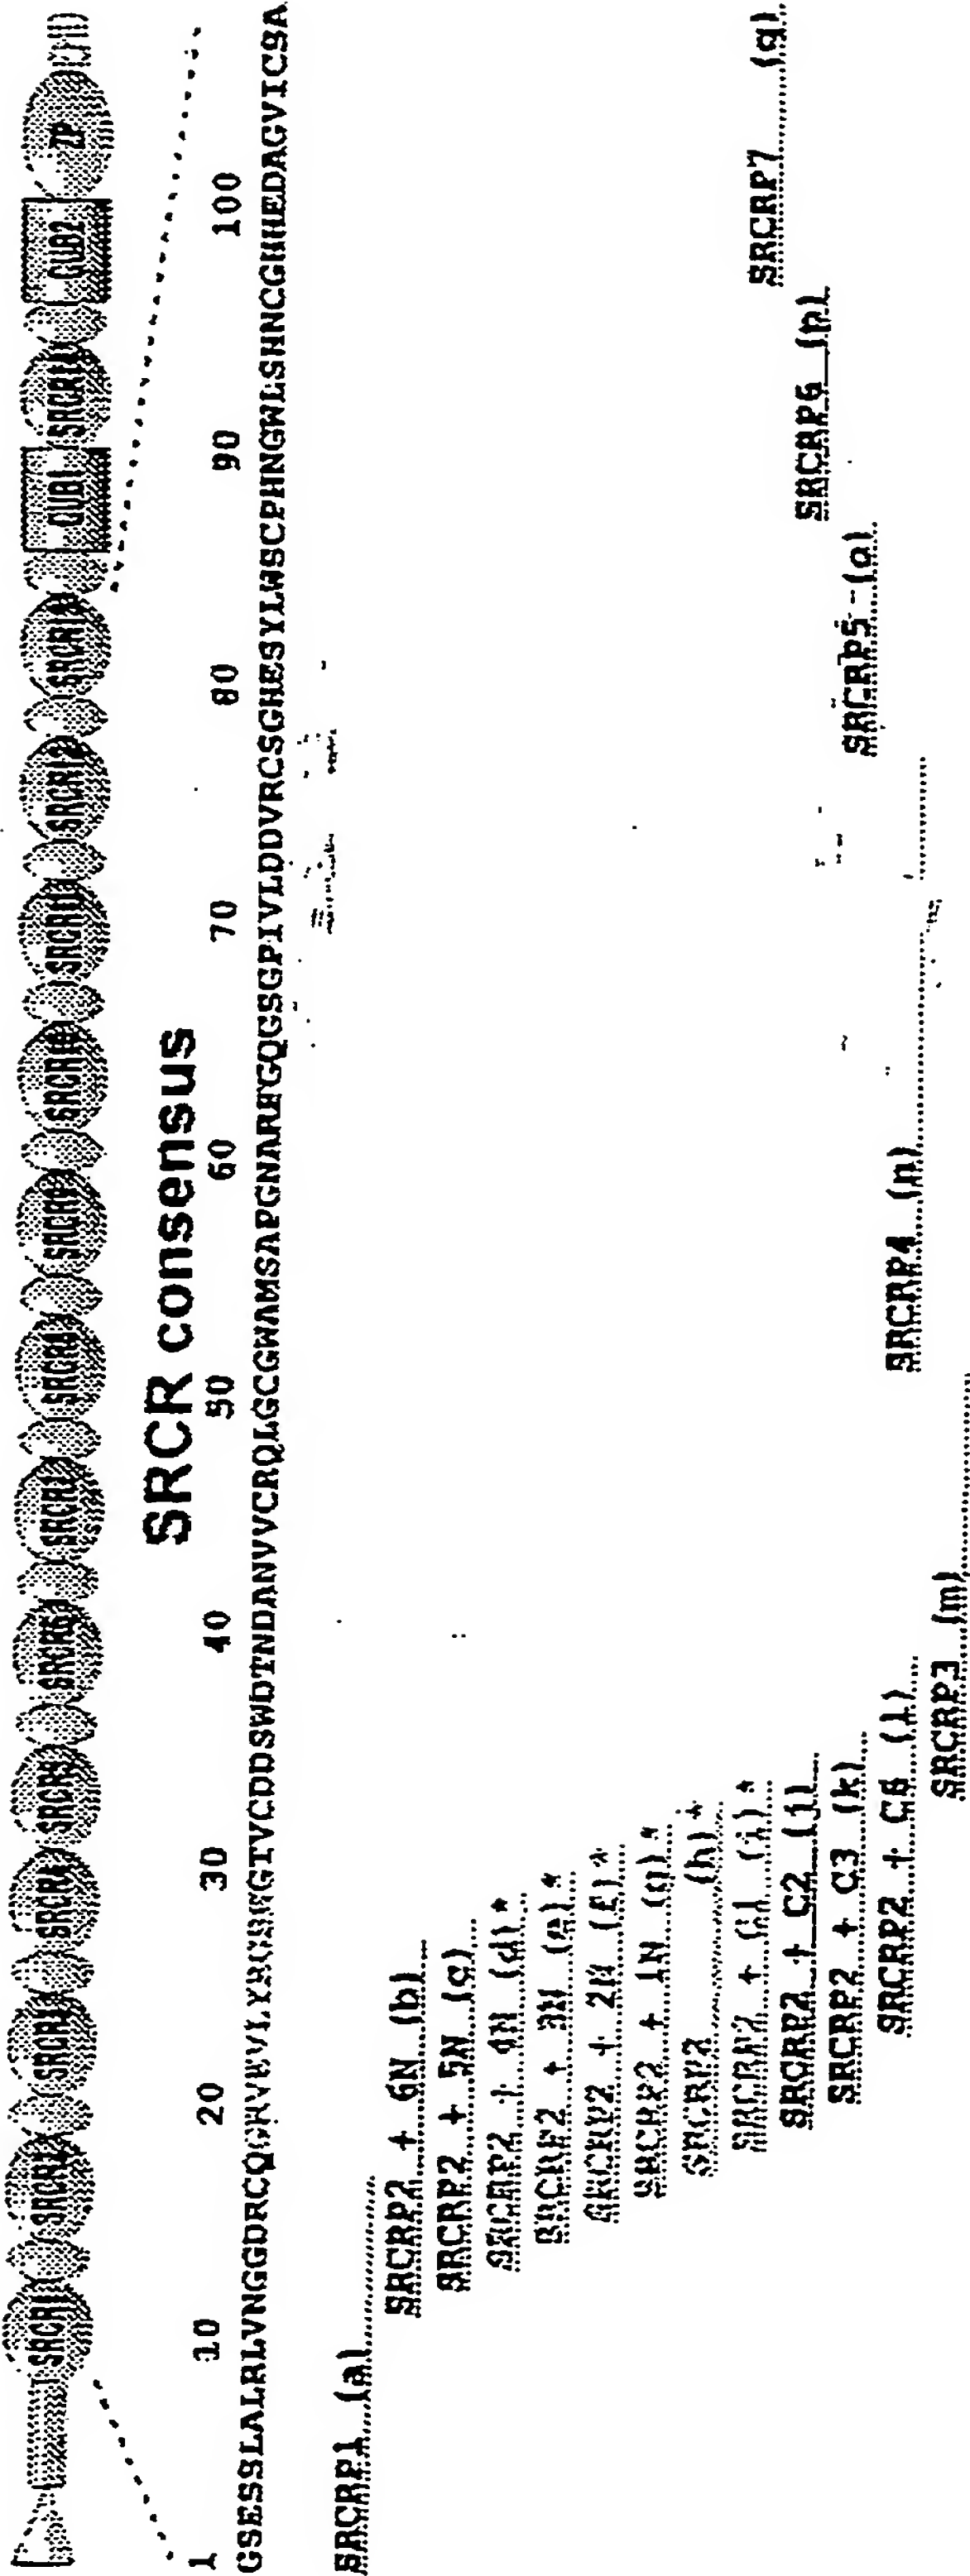 SRCR1 SRCR2 SRCR3 SRCR4 SRCR5 SRCR6 SRCR7 SRCR8 SRCR9 SRCR10 SRCR11 SRCR12 SRCR13 CUB1 SRCR14 CUB2 ZP
SRCR consensus
1 10 20 30 40 50 60 70 80 90 100
GSESSLALRLVNGGDRCQGRVEVLYRGSWGTVCDDSWDTNDANVVCRQLGCGWAMSAPGNARFGQGSGPIVLDDVRCSGHESYLWSCPHNGWLSHNCGHHEDAGVICSA
SRCRP1 (a)
SRCRP2 + 6N (b)
SRCRP2 + 5N (c)
SRCRP2 + 4N (d)*
SRCRP2 + 3N (e)*
SRCRP2 + 2N (f)*
SRCRP2 + 1N (g)*
SRCRP2 (h)*
SRCRP2 + C1 (i)*
SRCRP2 + C2 (j)
SRCRP2 + C3 (k)
SRCRP2 + C6 (l)
SRCRP3 (m)
SRCRP4 (n)
SRCRP5 (o)
SRCRP6 (p)
SRCRP7 (q)